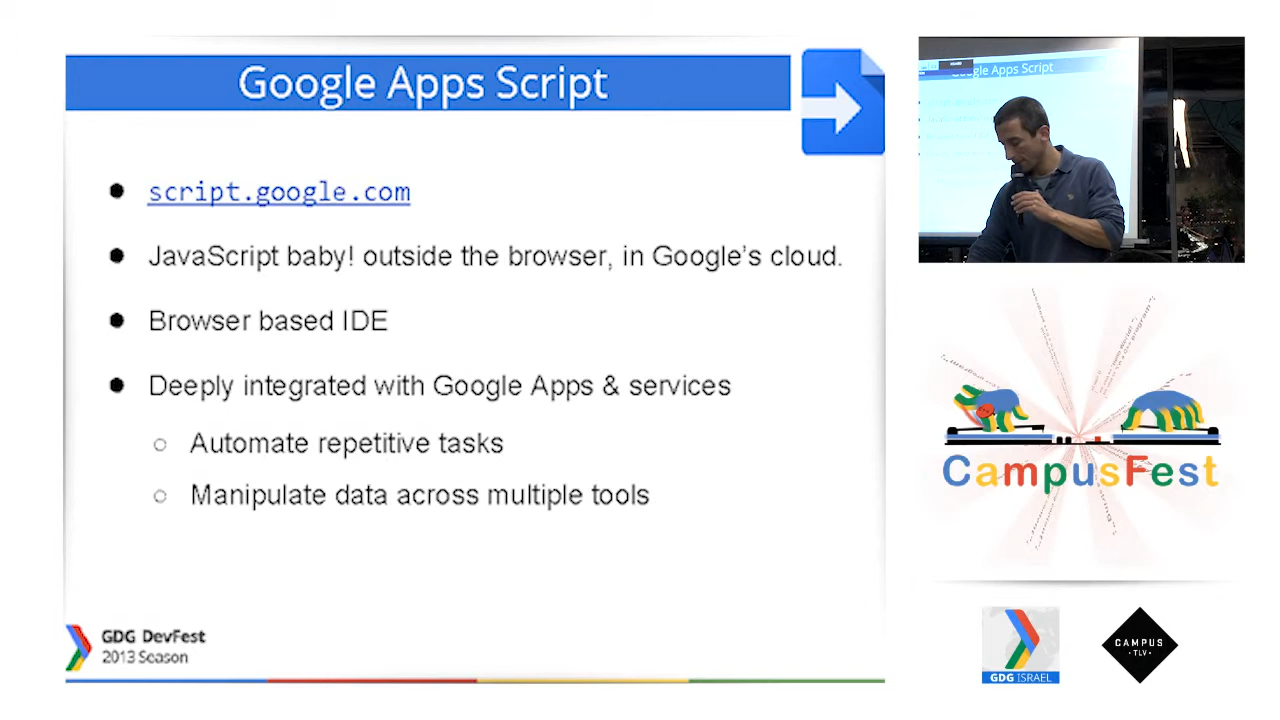 Google Apps Script
script.google.com
JavaScript baby! outside the browser, in Google's cloud.
Browser based IDE
Deeply integrated with Google Apps & services
Automate repetitive tasks
Manipulate data across multiple tools
GDG DevFest
2013 Season
Google Apps Script
CampusFest
GDG ISRAEL
CAMPUS
·TLV·